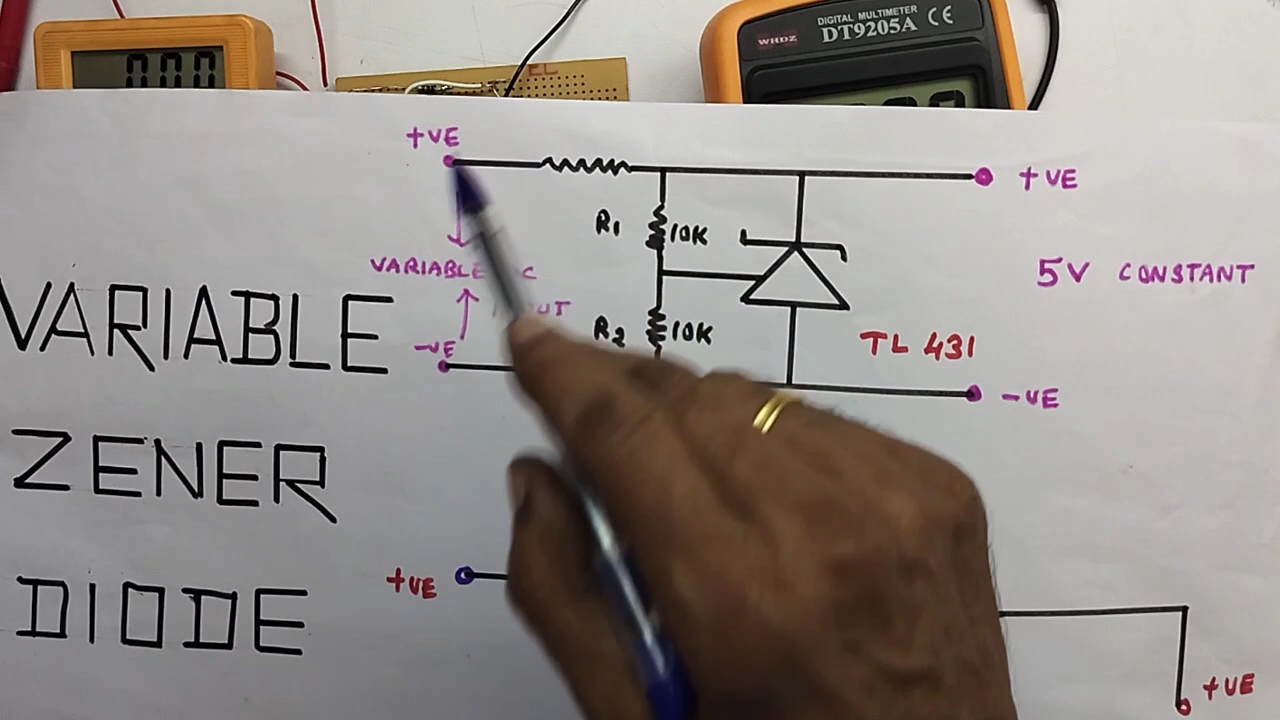 000
EL
DIGITAL MULTIMETER CE
WHDZ
DT9205A
+VE
+VE
R1 10K
VARIABLE
5V CONSTANT
R2 10K
-VE
TL 431
-VE
VARIABLE
ZENER
DIODE
+VE
+VE